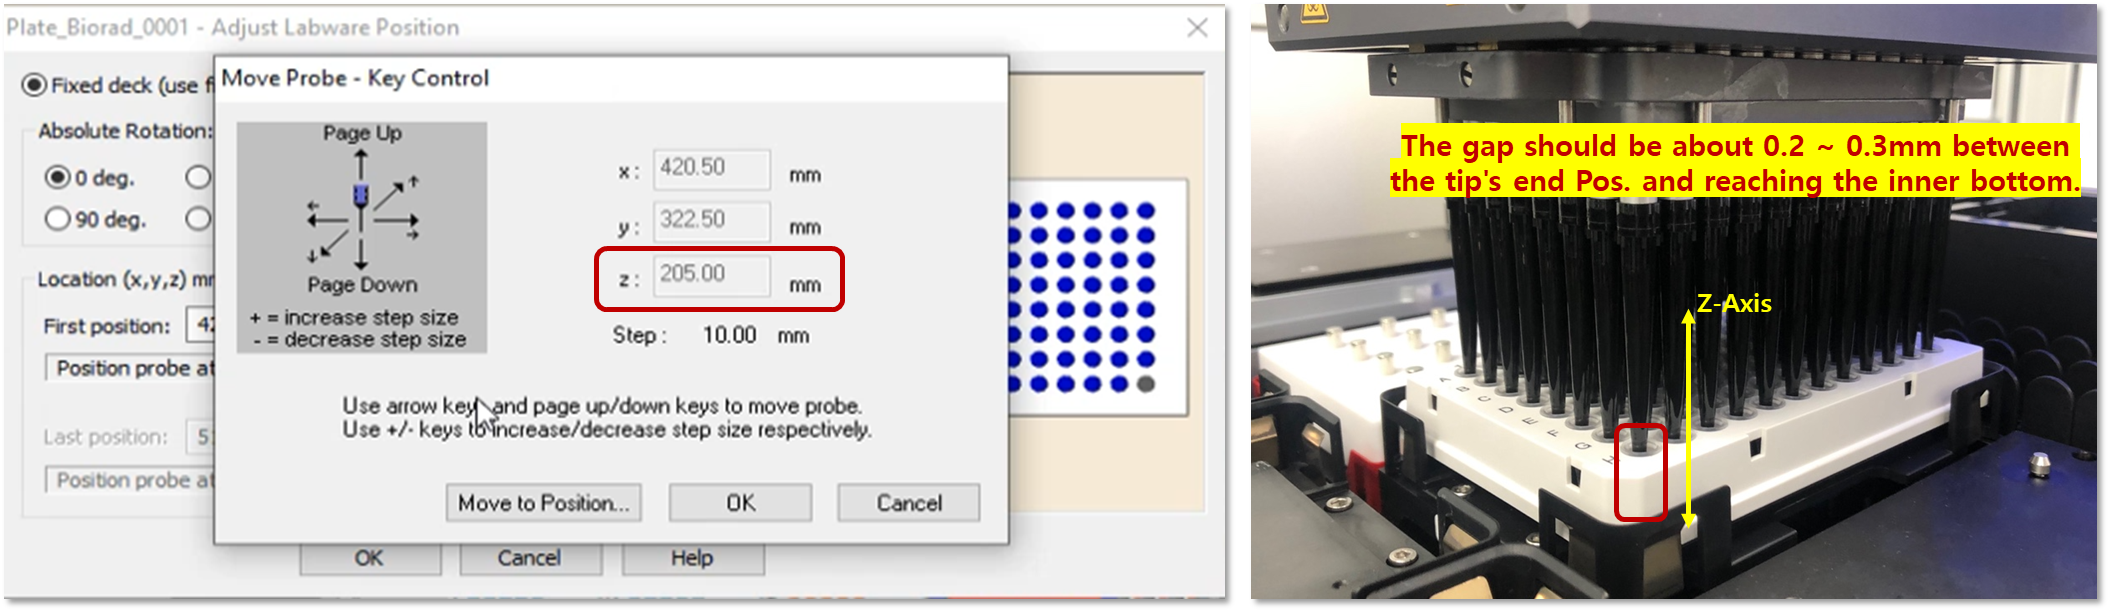 Plate_Biorad_0001 - Adjust Labware Position
Fixed deck (use
Absolute Rotation:
0 deg.
90 deg.
Location (x,y,z)
First position:
Position probe at
Last position:
Position probe at
OK
Cancel
Help
Move Probe - Key Control
Page Up
Page Down
+ = increase step size
- = decrease step size
x: 420.50 mm
y: 322.50 mm
z: 205.00 mm
Step : 10.00 mm
Use arrow keys and page up/down keys to move probe.
Use +/- keys to increase/decrease step size respectively.
Move to Position...
OK
Cancel
The gap should be about 0.2 ~ 0.3mm between
the tip's end Pos. and reaching the inner bottom.
Z-Axis
A
B
C
D
E
F
G
H